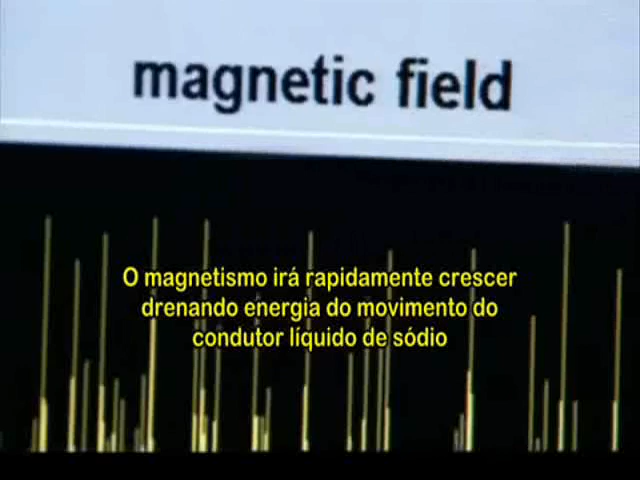 magnetic field
O magnetismo irá rapidamente crescer
drenando energia do movimento do
condutor líquido de sódio